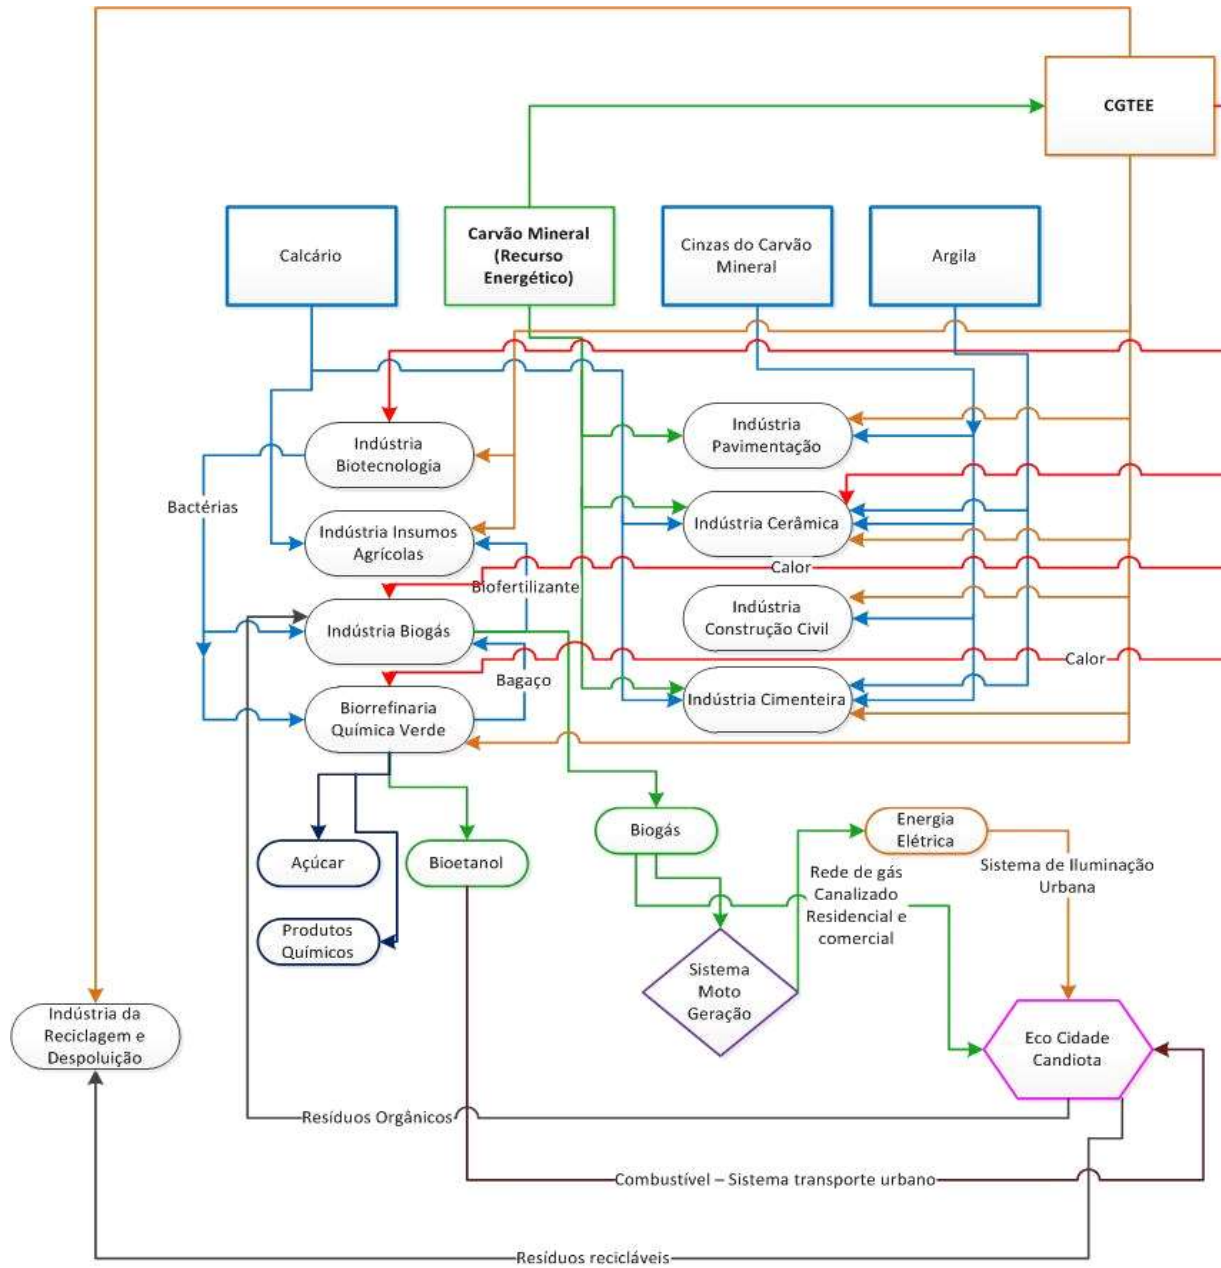 CGTEE
Calcário
Carvão Mineral
(Recurso
Energético)
Cinzas do Carvão
Mineral
Argila
Indústria
Biotecnologia
Indústria
Pavimentação
Bactérias
Indústria Insumos
Agrícolas
Indústria Cerâmica
Calor
Biofertilizante
Indústria Biogás
Indústria
Construção Civil
Calor
Bagaço
Biorrefinaria
Química Verde
Indústria Cimenteira
Açúcar
Bioetanol
Biogás
Energia
Elétrica
Sistema de Iluminação
Urbana
Rede de gás
Canalizado
Residencial e
comercial
Produtos
Químicos
Sistema
Moto
Geração
Indústria da
Reciclagem e
Despoluição
Eco Cidade
Candiota
Resíduos Orgânicos
Combustível – Sistema transporte urbano
Resíduos recicláveis